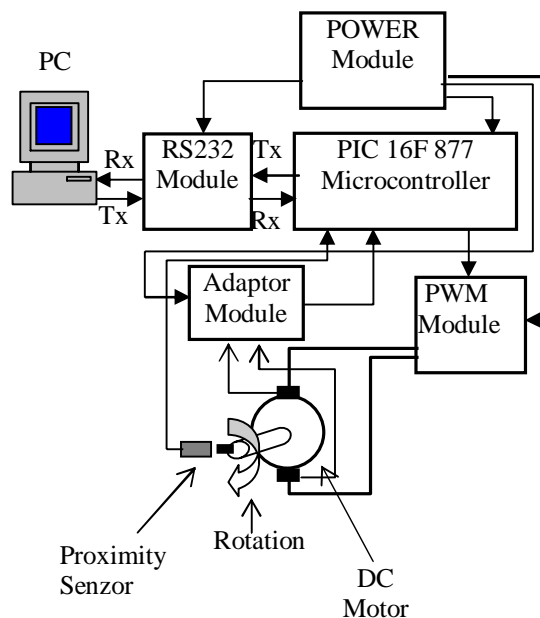 POWER
Module
PC
RS232
Module
Rx
Tx
Tx
Rx
PIC 16F 877
Microcontroller
Adaptor
Module
PWM
Module
Rotation
Proximity
Senzor
DC
Motor